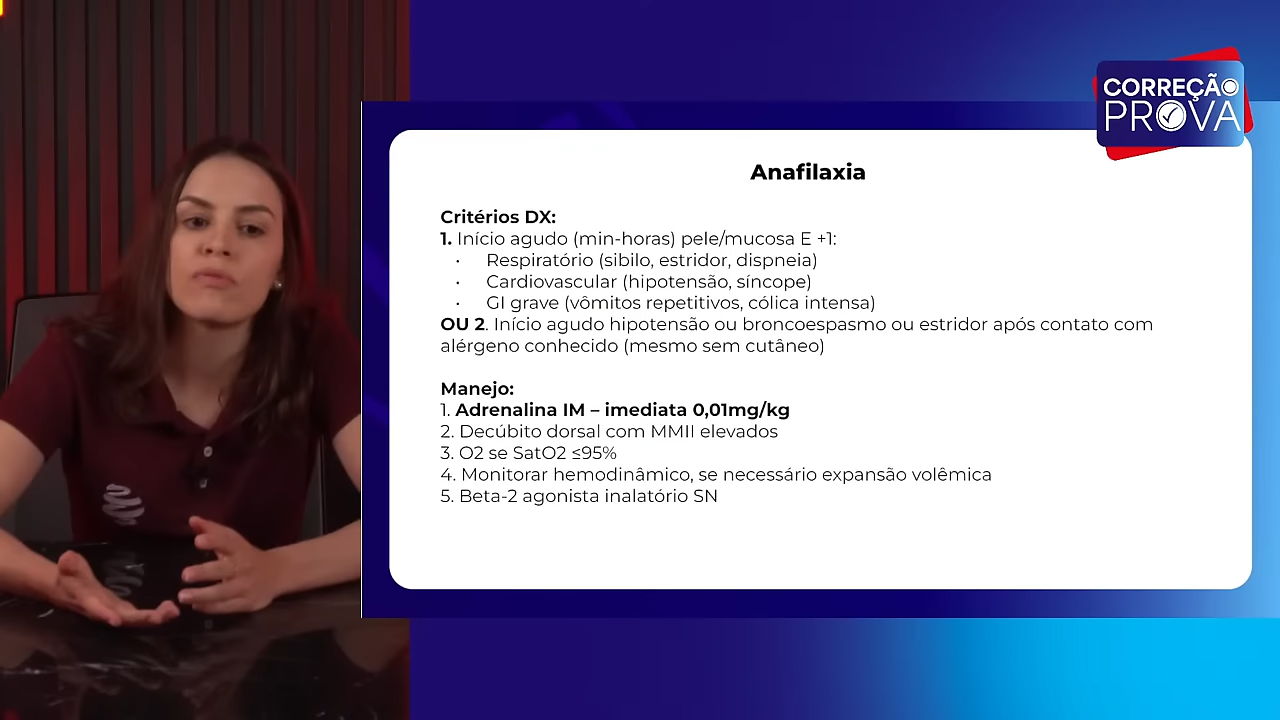 CORREÇÃO
PROVA
Anafilaxia
Critérios DX:
1. Início agudo (min-horas) pele/mucosa E +1:
• Respiratório (sibilo, estridor, dispneia)
• Cardiovascular (hipotensão, síncope)
• GI grave (vômitos repetitivos, cólica intensa)
OU 2. Início agudo hipotensão ou broncoespasmo ou estridor após contato com
alérgeno conhecido (mesmo sem cutâneo)
Manejo:
1. Adrenalina IM – imediata 0,01mg/kg
2. Decúbito dorsal com MMII elevados
3. O2 se SatO2 ≤95%
4. Monitorar hemodinâmico, se necessário expansão volêmica
5. Beta-2 agonista inalatório SN